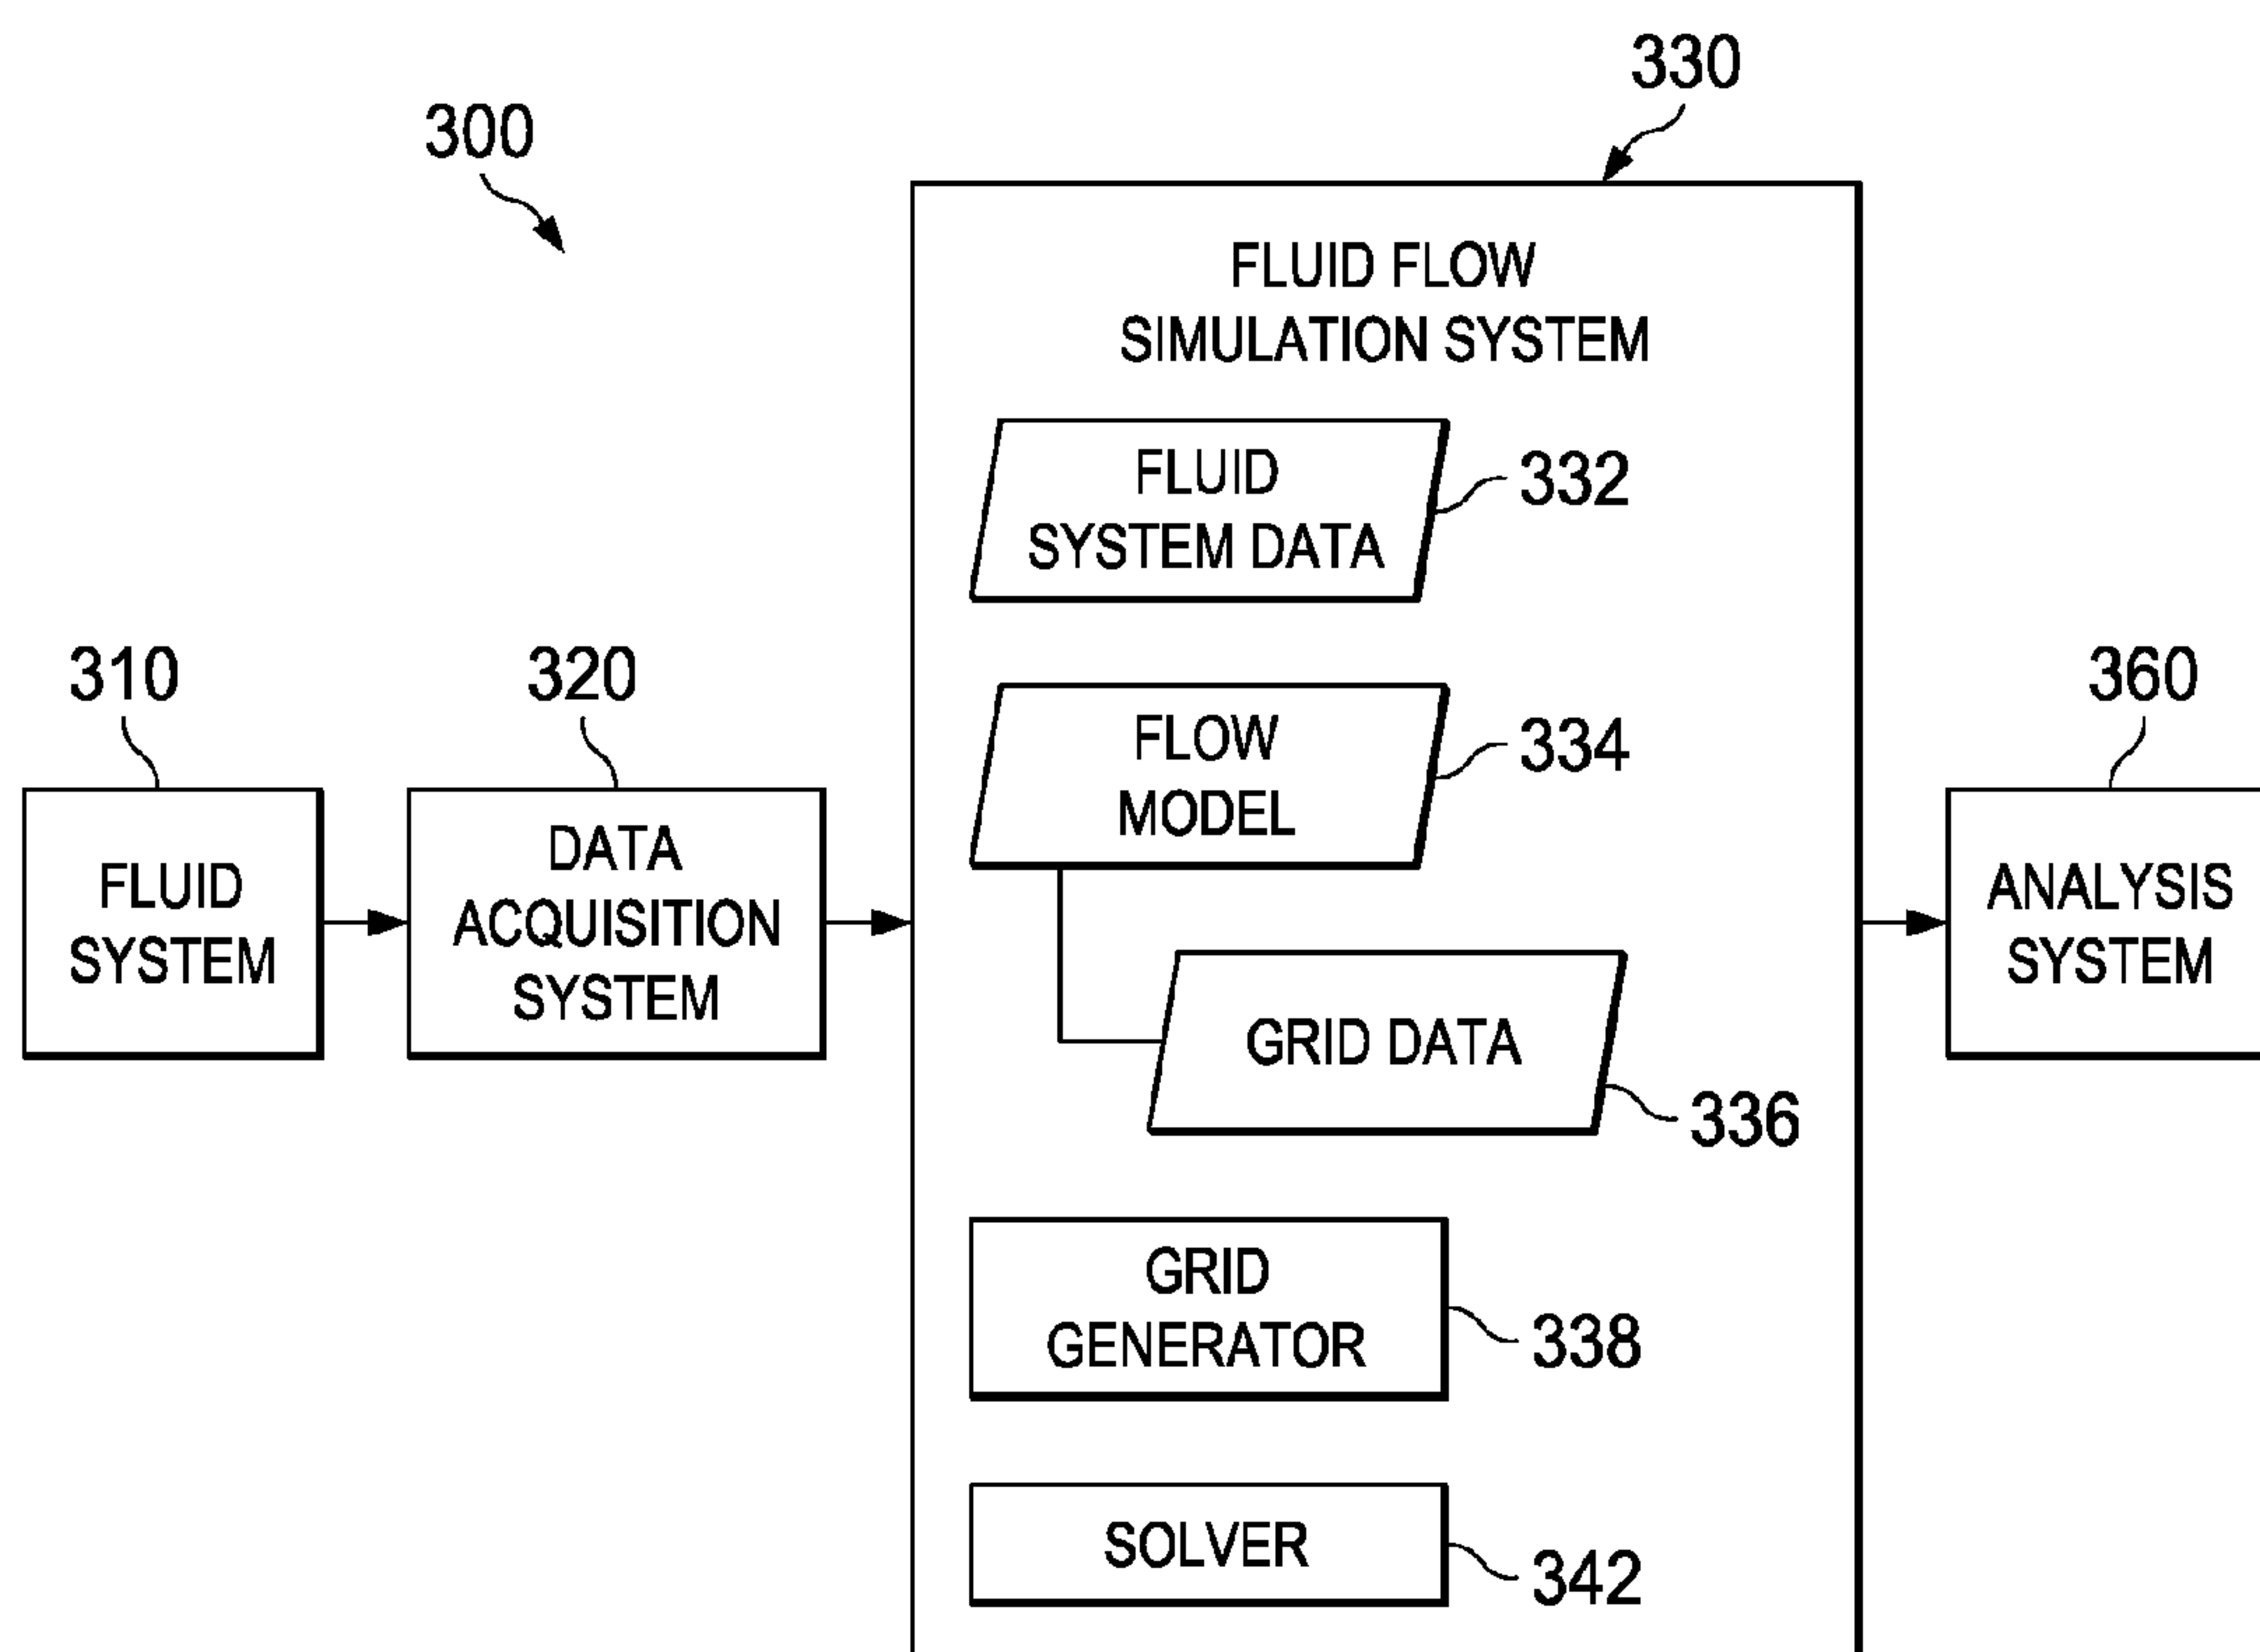 300
330
FLUID FLOW
SIMULATION SYSTEM
FLUID
SYSTEM DATA
332
FLOW
MODEL
334
GRID DATA
336
GRID
GENERATOR
338
SOLVER
342
310
FLUID
SYSTEM
320
DATA
ACQUISITION
SYSTEM
360
ANALYSIS
SYSTEM